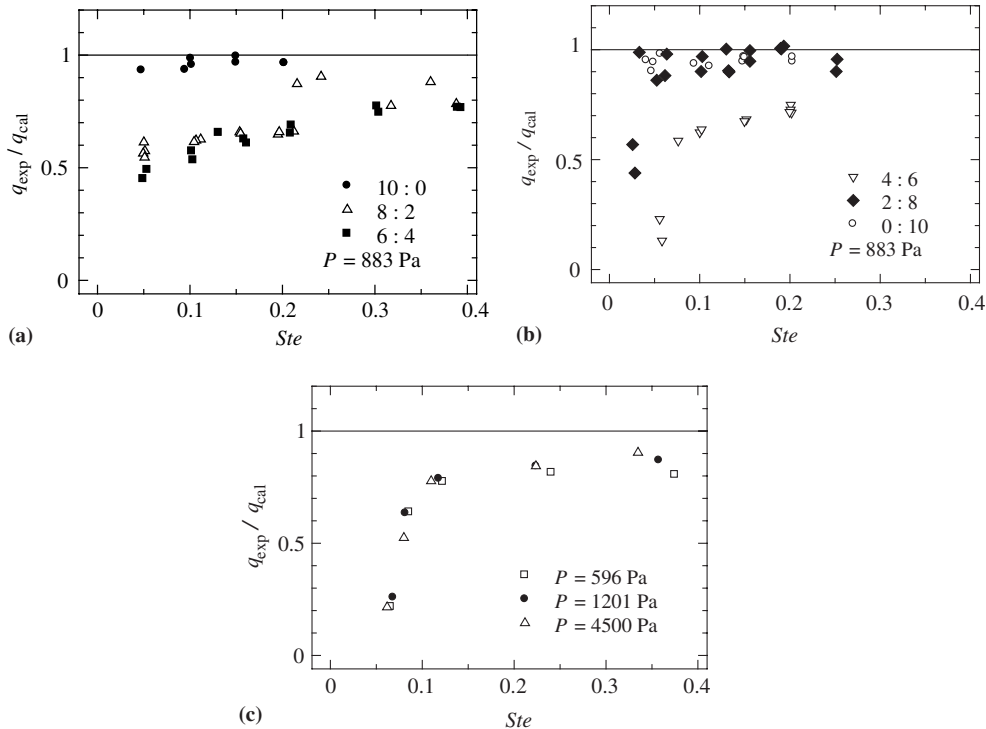 1
0.5
0
q_exp / q_cal
10 : 0
8 : 2
6 : 4
P = 883 Pa
0 0.1 0.2 0.3 0.4
Ste
(a)
1
0.5
0
q_exp / q_cal
4 : 6
2 : 8
0 : 10
P = 883 Pa
0 0.1 0.2 0.3 0.4
Ste
(b)
1
0.5
0
q_exp / q_cal
P = 596 Pa
P = 1201 Pa
P = 4500 Pa
0 0.1 0.2 0.3 0.4
Ste
(c)